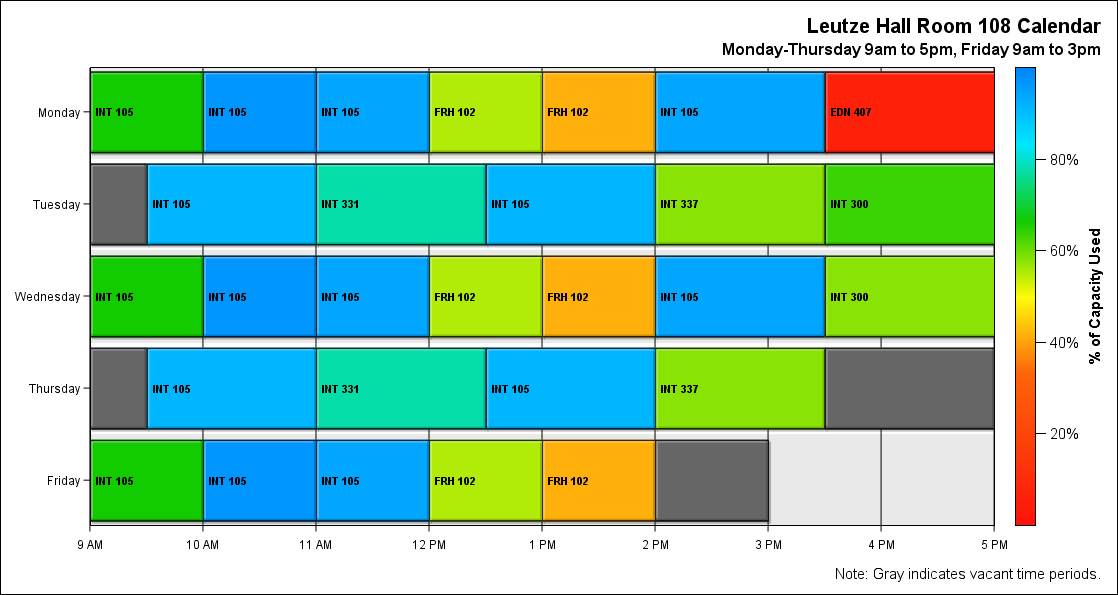 Leutze Hall Room 108 Calendar
Monday-Thursday 9am to 5pm, Friday 9am to 3pm
Monday INT 105 INT 105 INT 105 FRH 102 FRH 102 INT 105 EDN 407
80%
Tuesday INT 105 INT 331 INT 105 INT 337 INT 300
60%
% of Capacity Used
Wednesday INT 105 INT 105 INT 105 FRH 102 FRH 102 INT 105 INT 300
40%
Thursday INT 105 INT 331 INT 105 INT 337
20%
Friday INT 105 INT 105 INT 105 FRH 102 FRH 102
9 AM 10 AM 11 AM 12 PM 1 PM 2 PM 3 PM 4 PM 5 PM
Note: Gray indicates vacant time periods.